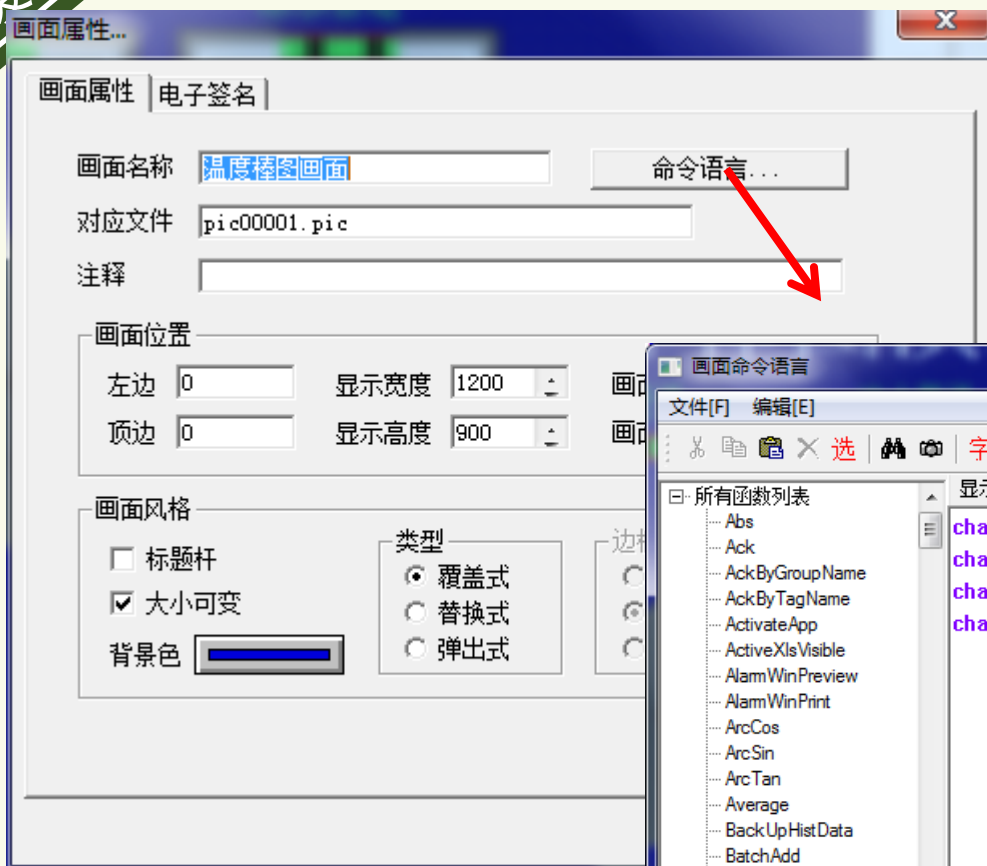 画面属性...
画面属性
电子签名
画面名称 温度棒图画面 命令语言...
对应文件 pic00001.pic
注释
画面位置
左边 0 显示宽度 1200
顶边 0 显示高度 900
画面风格
标题杆
大小可变
背景色
类型
覆盖式
替换式
弹出式
画面命令语言
文件[F] 编辑[E]
选
字
所有函数列表
Abs
Ack
AckByGroupName
AckByTagName
ActivateApp
ActiveXlsVisible
AlarmWinPreview
AlarmWinPrint
ArcCos
ArcSin
ArcTan
Average
BackUpHistData
BatchAdd
cha
cha
cha
cha